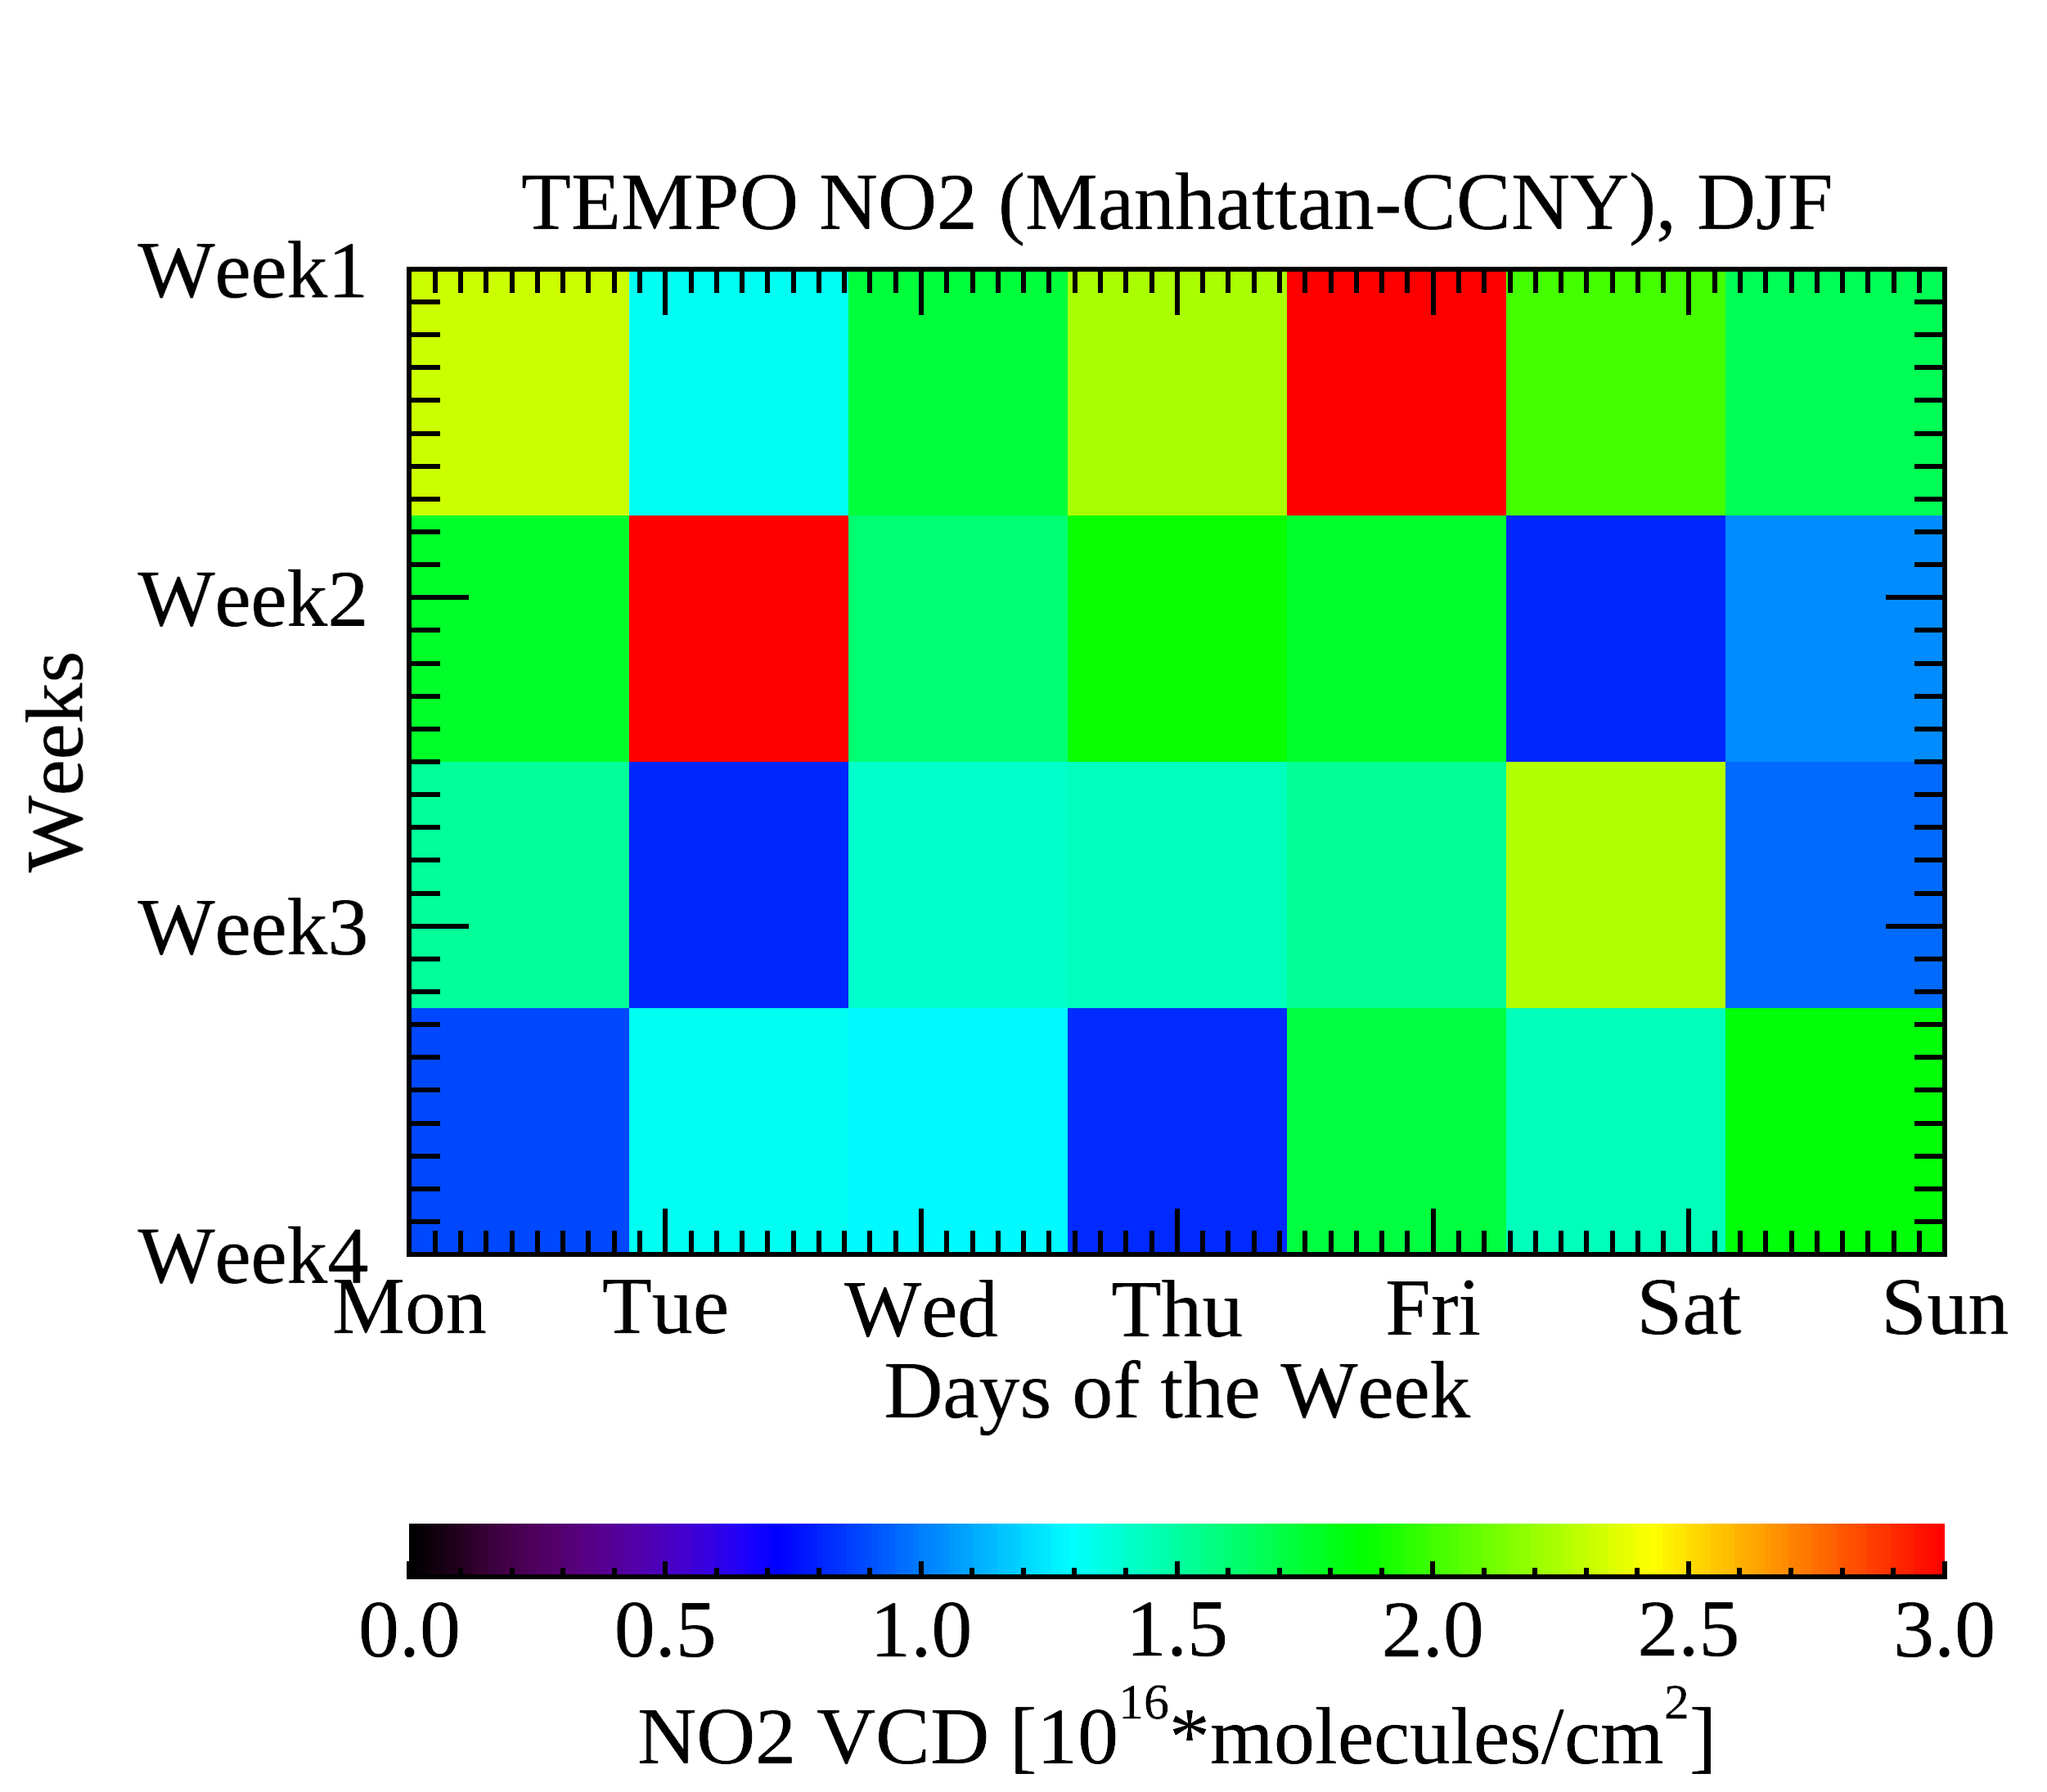 TEMPO NO2 (Manhattan-CCNY), DJF
Week1
Week2
Weeks
Week3
Week4
Mon Tue Wed Thu Fri Sat Sun
Days of the Week
0.0 0.5 1.0 1.5 2.0 2.5 3.0
NO2 VCD [10^16*molecules/cm^2]